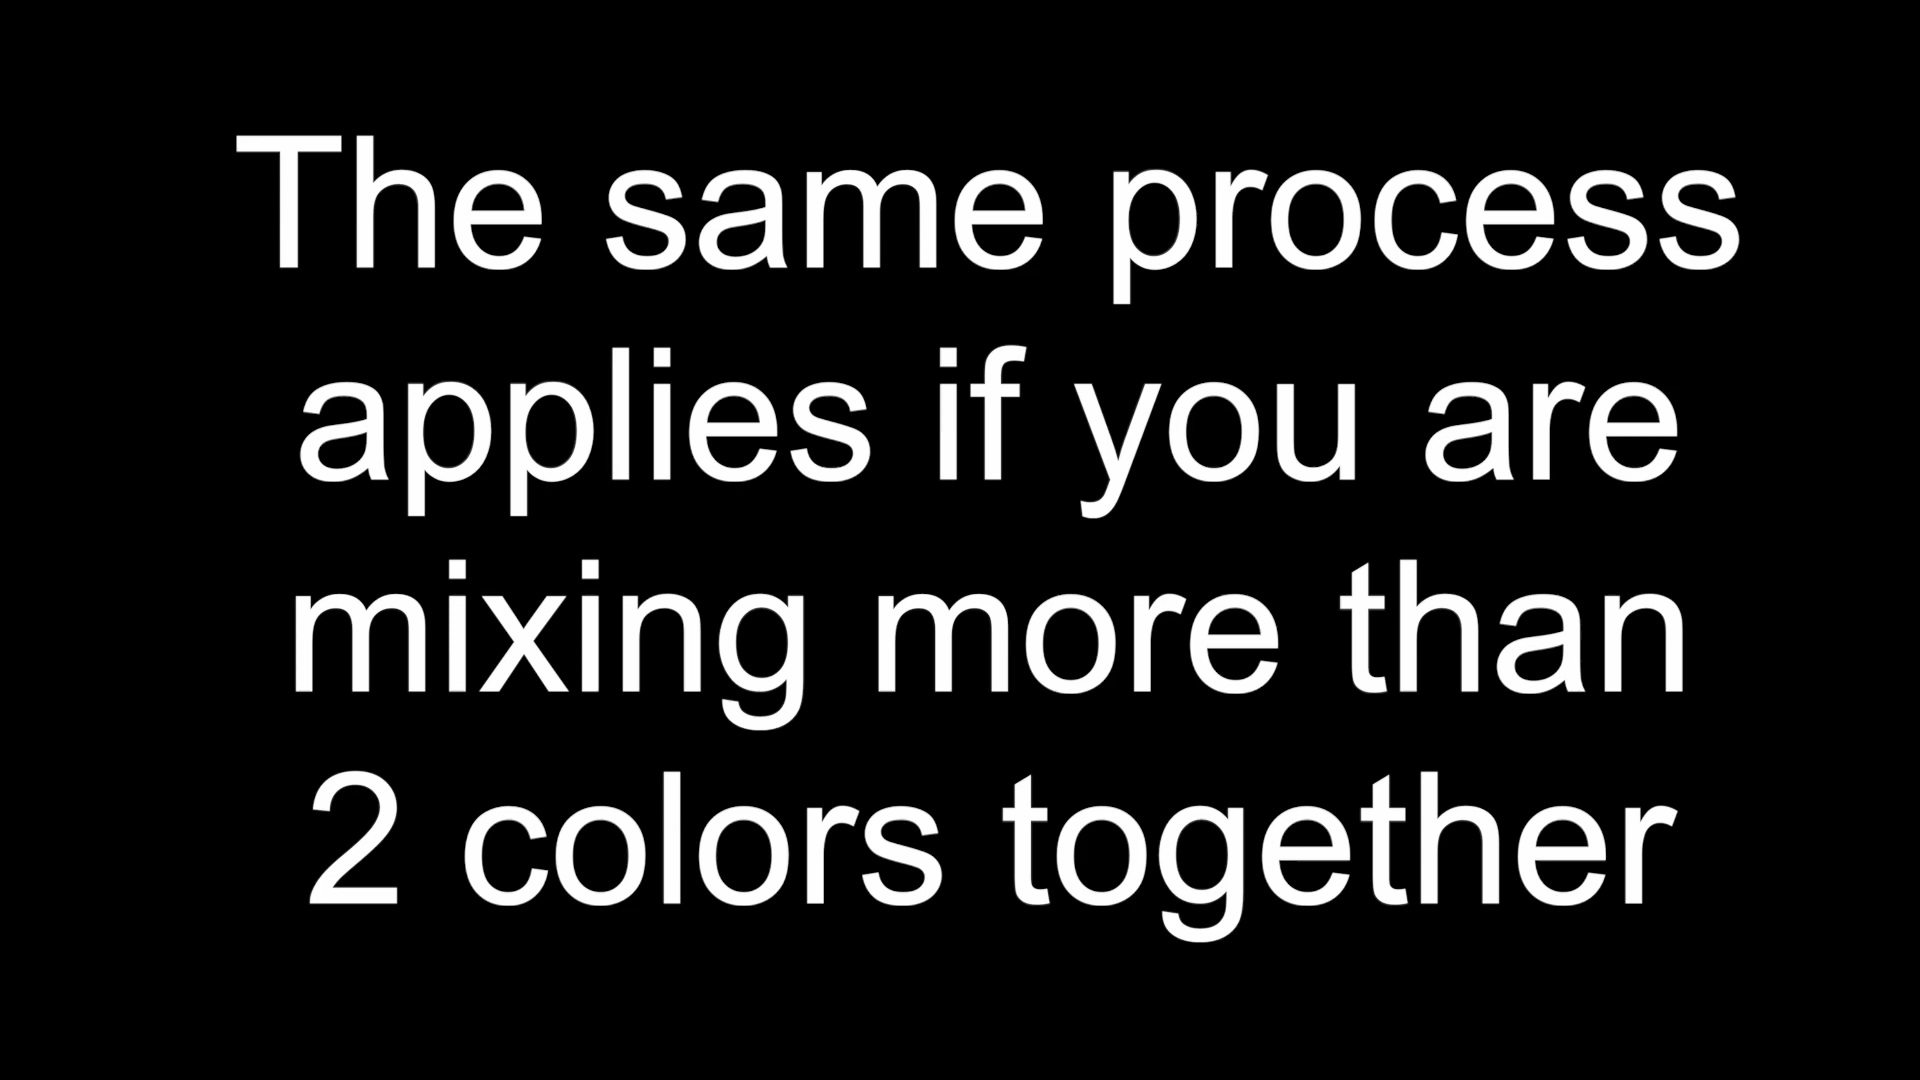 The same process
applies if you are
mixing more than
2 colors together